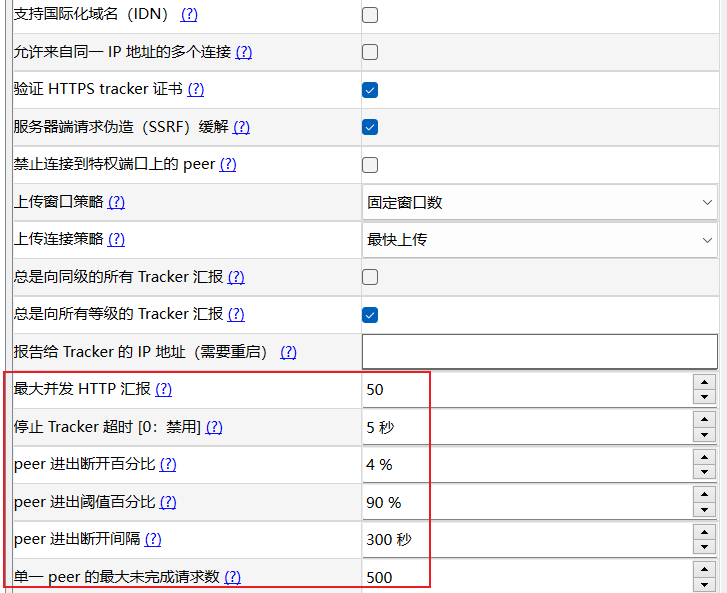 支持国际化域名（IDN） (?)
允许来自同一 IP 地址的多个连接 (?)
验证 HTTPS tracker 证书 (?)
服务器端请求伪造（SSRF）缓解 (?)
禁止连接到特权端口上的 peer (?)
上传窗口策略 (?) 固定窗口数
上传连接策略 (?) 最快上传
总是向同级的所有 Tracker 汇报 (?)
总是向所有等级的 Tracker 汇报 (?)
报告给 Tracker 的 IP 地址（需要重启） (?)
最大并发 HTTP 汇报 (?) 50
停止 Tracker 超时 [0：禁用] (?) 5 秒
peer 进出断开百分比 (?) 4 %
peer 进出阈值百分比 (?) 90 %
peer 进出断开间隔 (?) 300 秒
单一 peer 的最大未完成请求数 (?) 500